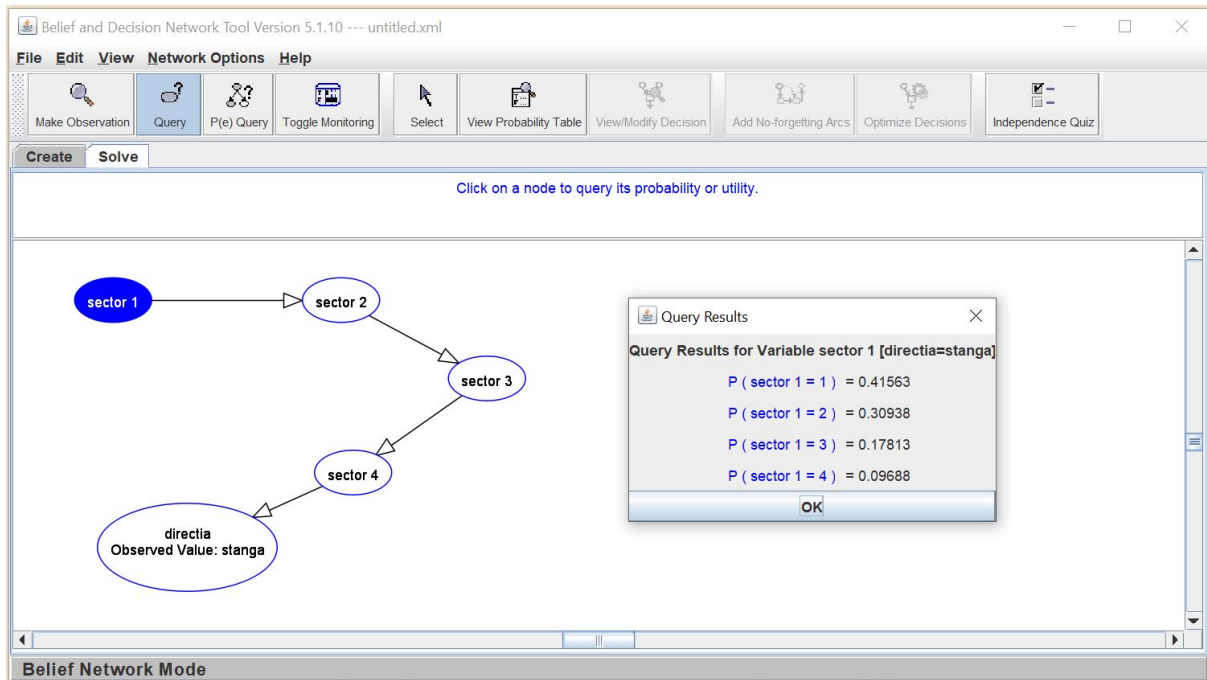 Belief and Decision Network Tool Version 5.1.10 --- untitled.xml
File Edit View Network Options Help
Make Observation Query P(e) Query Toggle Monitoring Select View Probability Table View/Modify Decision Add No-forgetting Arcs Optimize Decisions Independence Quiz
Create Solve
Click on a node to query its probability or utility.
sector 1
sector 2
sector 3
sector 4
directia
Observed Value: stanga
Query Results
Query Results for Variable sector 1 [directia=stanga]
P ( sector 1 = 1 ) = 0.41563
P ( sector 1 = 2 ) = 0.30938
P ( sector 1 = 3 ) = 0.17813
P ( sector 1 = 4 ) = 0.09688
OK
Belief Network Mode